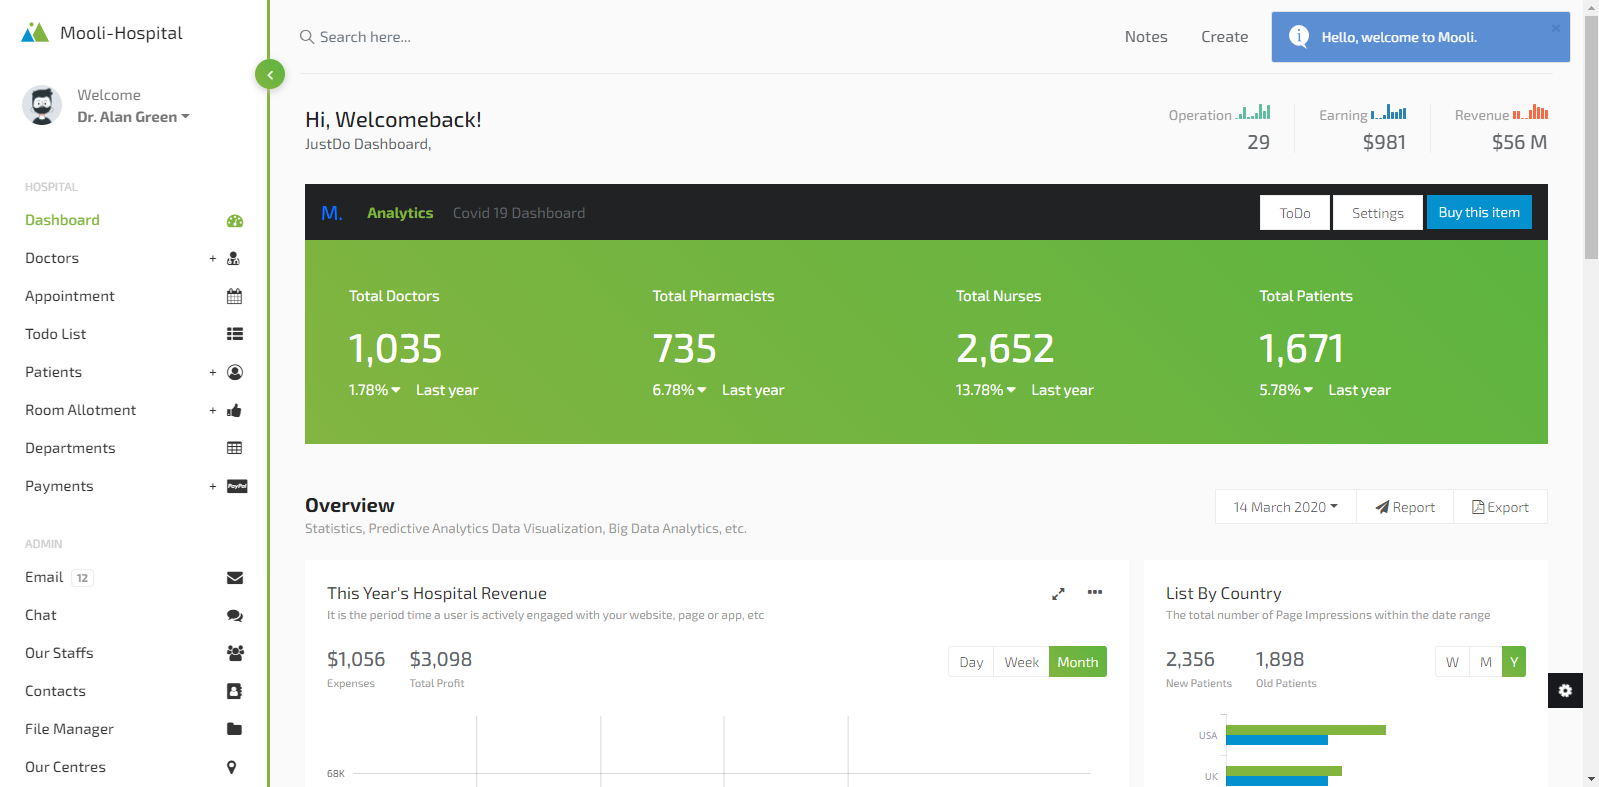 Mooli-Hospital
Search here...
Notes
Create
Hello, welcome to Mooli.
×
Welcome
Dr. Alan Green
Hi, Welcomeback!
JustDo Dashboard,
Operation
29
Earning
$981
Revenue
$56 M
HOSPITAL
Dashboard
Doctors +
Appointment
Todo List
Patients +
Room Allotment +
Departments
Payments + PayPal
ADMIN
Email 12
Chat
Our Staffs
Contacts
File Manager
Our Centres
M. Analytics Covid 19 Dashboard
ToDo
Settings
Buy this item
Total Doctors
1,035
1.78% Last year
Total Pharmacists
735
6.78% Last year
Total Nurses
2,652
13.78% Last year
Total Patients
1,671
5.78% Last year
Overview
Statistics, Predictive Analytics Data Visualization, Big Data Analytics, etc.
14 March 2020
Report
Export
This Year's Hospital Revenue
It is the period time a user is actively engaged with your website, page or app, etc
$1,056
Expenses
$3,098
Total Profit
Day Week Month
68K
List By Country
The total number of Page Impressions within the date range
2,356
New Patients
1,898
Old Patients
W M Y
USA
UK